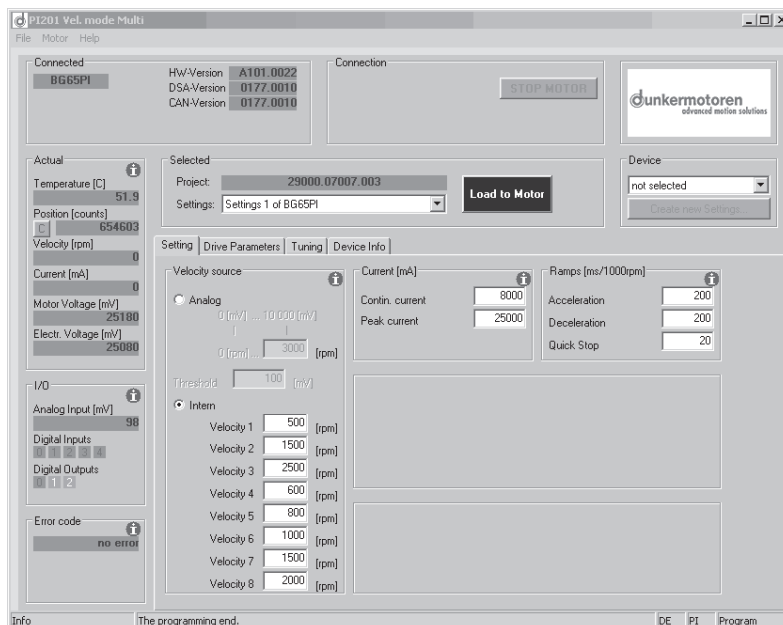 PI201 Vel. mode Multi
File Motor Help
Connected
BG65PI
HW-Version A101.0022
DSA-Version 0177.0010
CAN-Version 0177.0010
Connection
STOP MOTOR
dunkermotoren
advanced motion solutions
Actual
Temperature [C]
51.9
Position [counts]
C 654603
Velocity [rpm]
0
Current [mA]
0
Motor Voltage [mV]
25180
Electr. Voltage [mV]
25080
I/O
Analog Input [mV]
98
Digital Inputs
0 1 2 3 4
Digital Outputs
0 1 2
Error code
no error
Selected
Project: 29000.07007.003
Settings: Settings 1 of BG65PI
Load to Motor
Device
not selected
Create new Settings...
Setting Drive Parameters Tuning Device Info
Velocity source
Analog
0 [mV] .... 10 000 [mV]
0 [rpm] ... 3000 [rpm]
Threshold 100 [mV]
Intern
Velocity 1 500 [rpm]
Velocity 2 1500 [rpm]
Velocity 3 2500 [rpm]
Velocity 4 600 [rpm]
Velocity 5 800 [rpm]
Velocity 6 1000 [rpm]
Velocity 7 1500 [rpm]
Velocity 8 2000 [rpm]
Current [mA]
Contin. current 8000
Peak current 25000
Ramps [ms/1000rpm]
Acceleration 200
Deceleration 200
Quick Stop 20
Info The programming end. DE PI Program